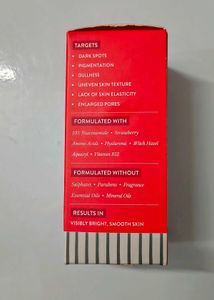 TARGETS
• DARK SPOTS
• PIGMENTATION
• DULLNESS
• UNEVEN SKIN TEXTURE
• LACK OF SKIN ELASTICITY
• ENLARGED PORES
FORMULATED WITH
10% Niacinamide • Strawberry
Amino Acids • Hyaluronic • Witch Hazel
Aquaxyl • Vitamin B12
FORMULATED WITHOUT
Sulphates • Parabens • Fragrance
Essential Oils • Mineral Oils
RESULTS IN
VISIBLY BRIGHT, SMOOTH SKIN